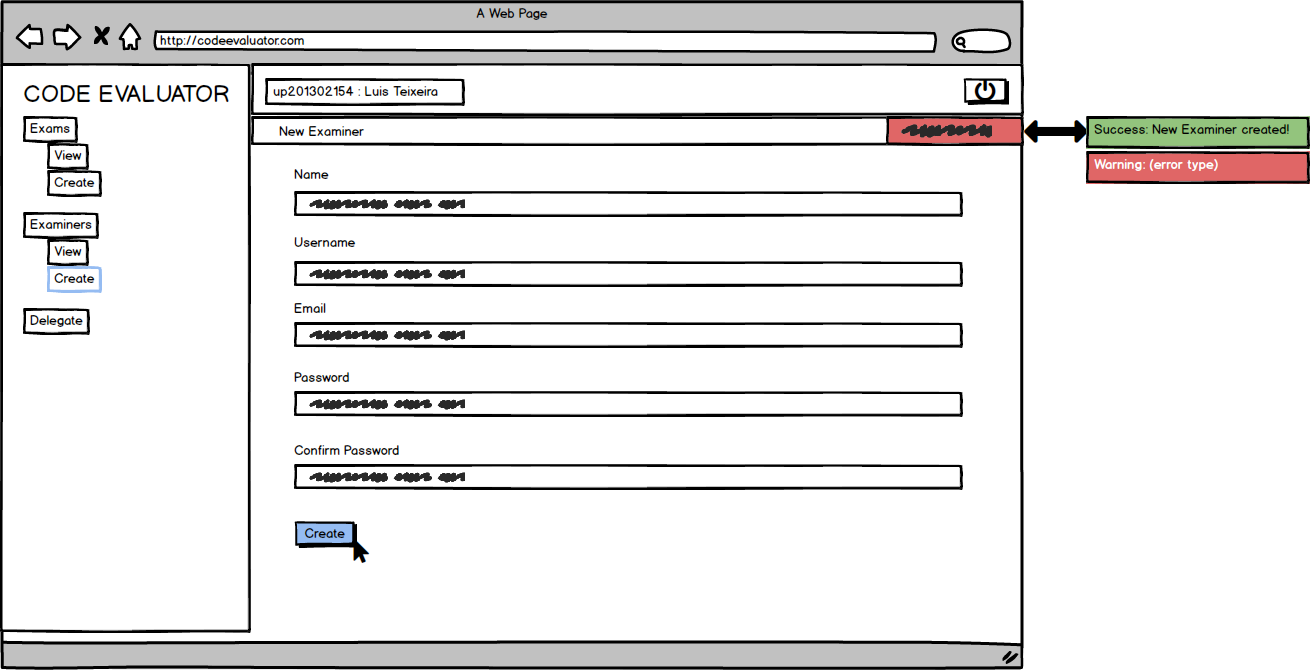 A Web Page
http://codeevaluator.com
CODE EVALUATOR
Exams
View
Create
Examiners
View
Create
Delegate
up201302154 : Luis Teixeira
New Examiner
Success: New Examiner created!
Warning: (error type)
Name
Username
Email
Password
Confirm Password
Create